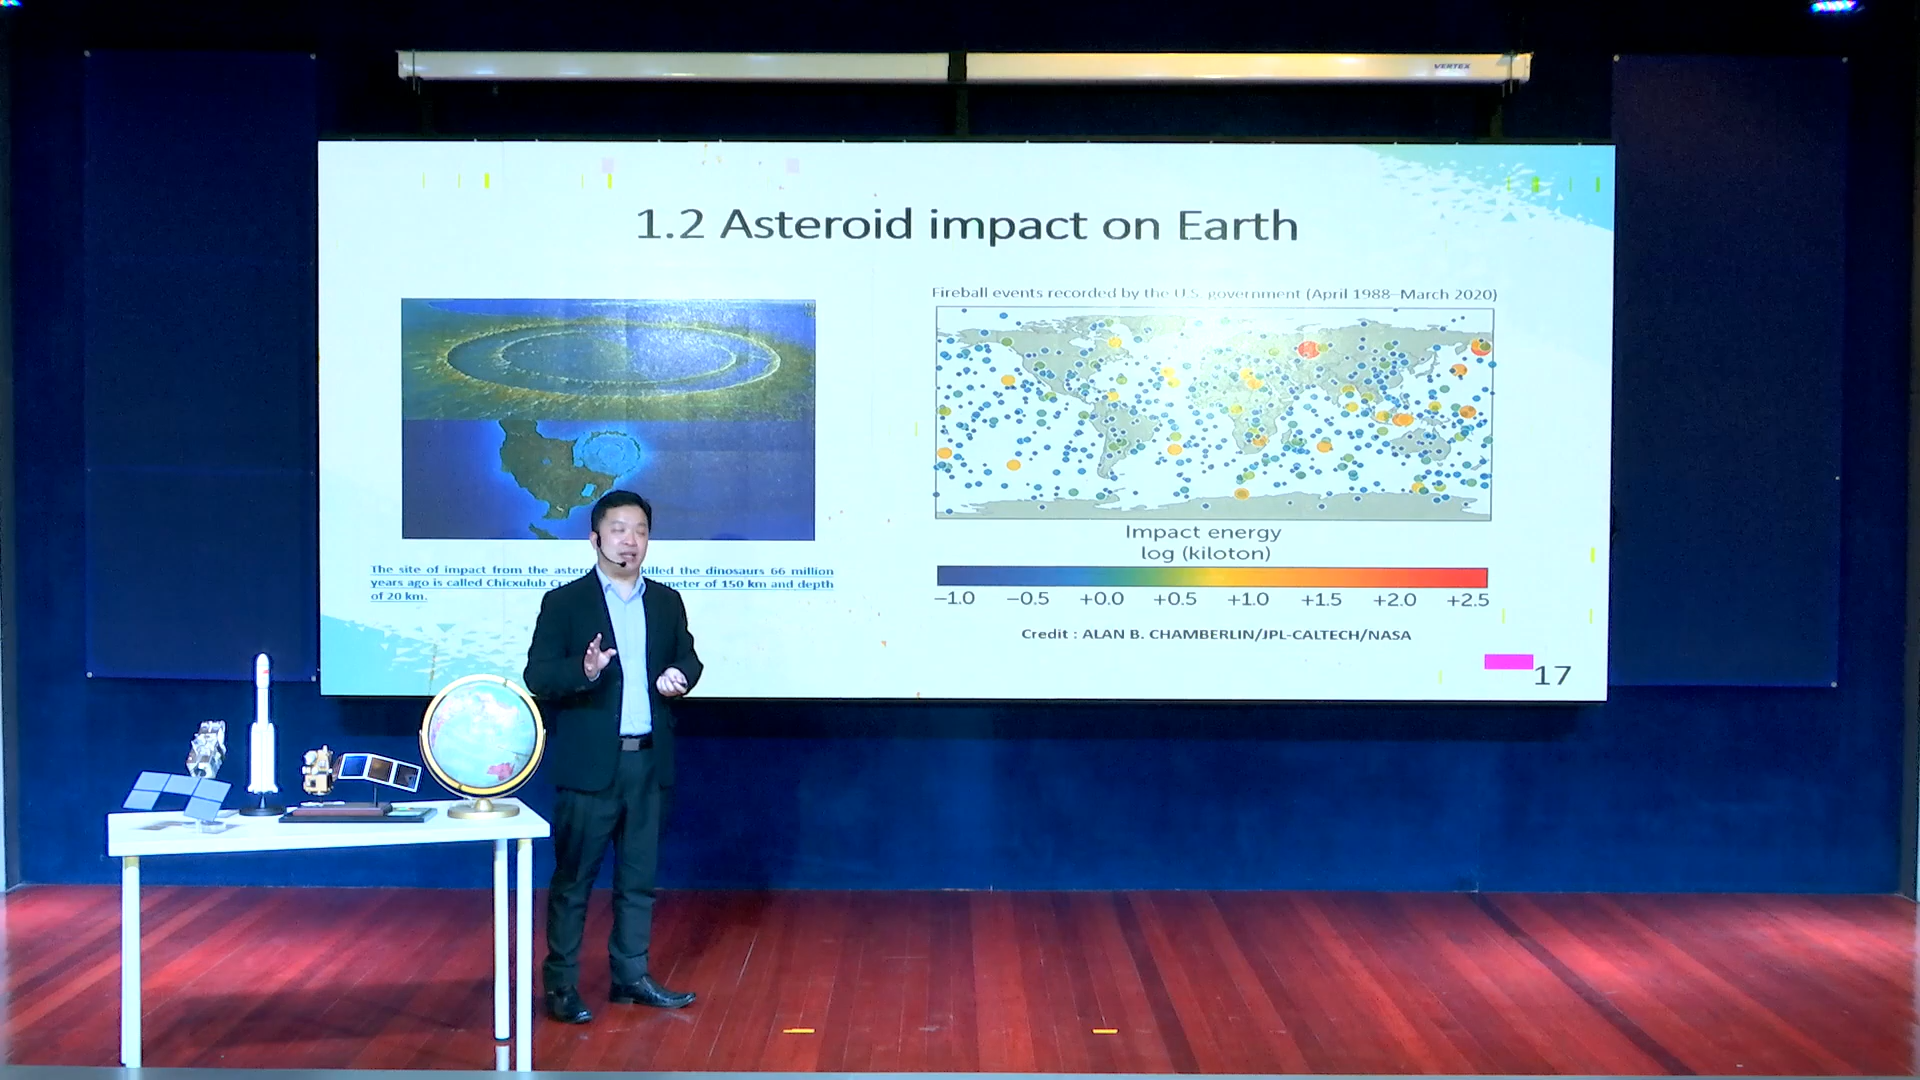 VERTEX
1.2 Asteroid impact on Earth
Fireball events recorded by the U.S. government (April 1988–March 2020)
Impact energy
log (kiloton)
−1.0 −0.5 +0.0 +0.5 +1.0 +1.5 +2.0 +2.5
Credit : ALAN B. CHAMBERLIN/JPL-CALTECH/NASA
The site of impact from the killed the dinosaurs 66 million
years ago is called Chicxulub of 150 km and depth
of 20 km.
17